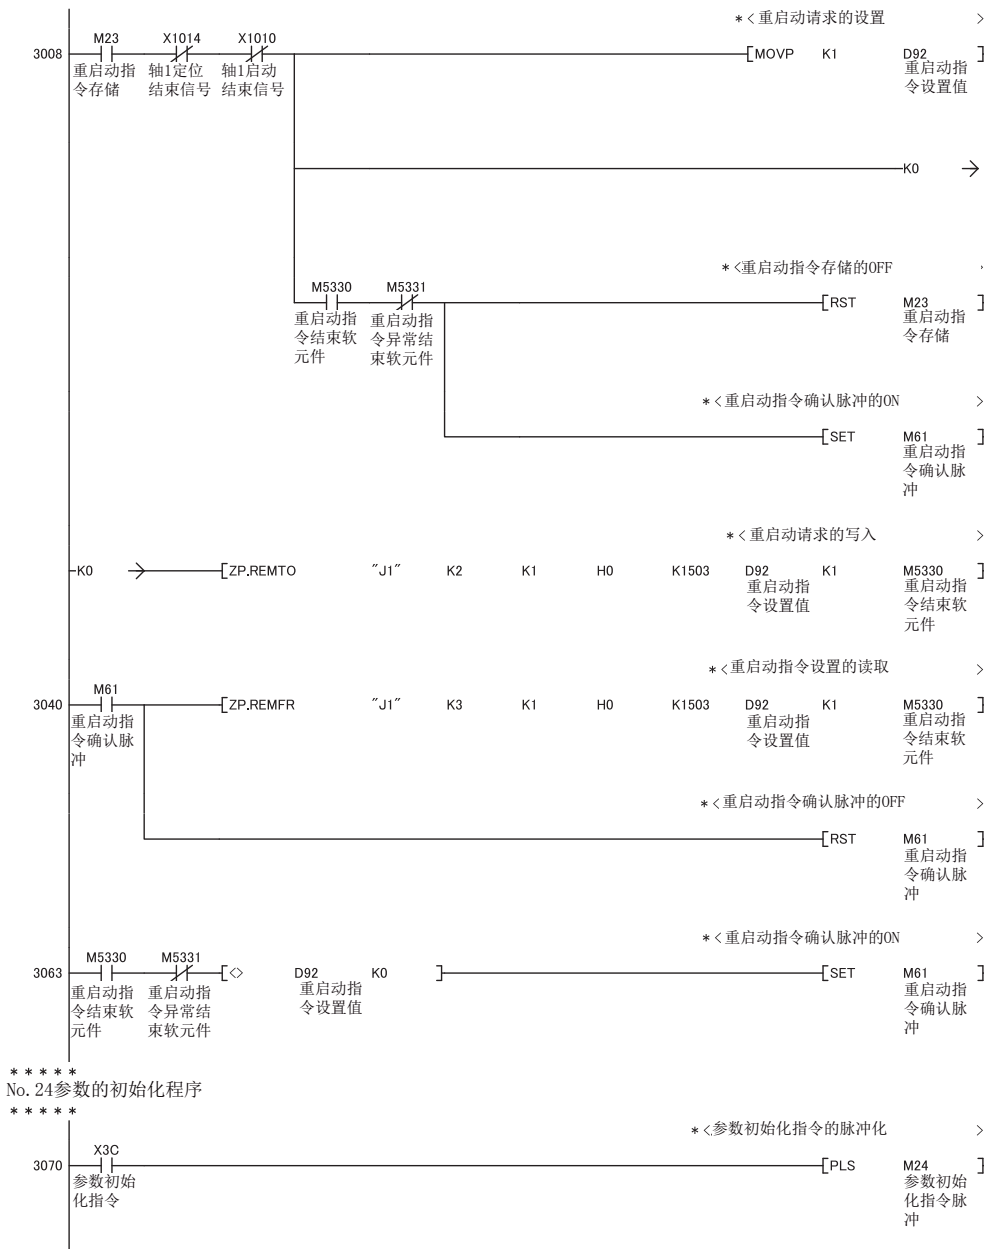 *<重启动请求的设置 >
M23 X1014 X1010
3008 [MOVP K1 D92 ]
重启动指 轴1定位 轴1启动 重启动指
令存储 结束信号 结束信号 令设置值
K0
*<重启动指令存储的OFF
M5330 M5331
[RST M23 ]
重启动指 重启动指 重启动指
令结束软 令异常结 令存储
元件 束软元件
*<重启动指令确认脉冲的ON >
[SET M61 ]
重启动指
令确认脉
冲
*<重启动请求的写入 >
K0 [ZP.REMTO "J1" K2 K1 H0 K1503 D92 K1 M5330 ]
重启动指 重启动指
令设置值 令结束软
元件
*<重启动指令设置的读取 >
M61
3040 [ZP.REMFR "J1" K3 K1 H0 K1503 D92 K1 M5330 ]
重启动指 重启动指 重启动指
令确认脉 令设置值 令结束软
冲 元件
*<重启动指令确认脉冲的OFF >
[RST M61 ]
重启动指
令确认脉
冲
*<重启动指令确认脉冲的ON >
M5330 M5331
3063 [<> D92 K0 ] [SET M61 ]
重启动指 重启动指 重启动指 重启动指
令结束软 令异常结 令设置值 令确认脉
元件 束软元件 冲
*****
No.24参数的初始化程序
*****
*<参数初始化指令的脉冲化 >
X3C
3070 [PLS M24 ]
参数初始 参数初始
化指令 化指令脉
冲